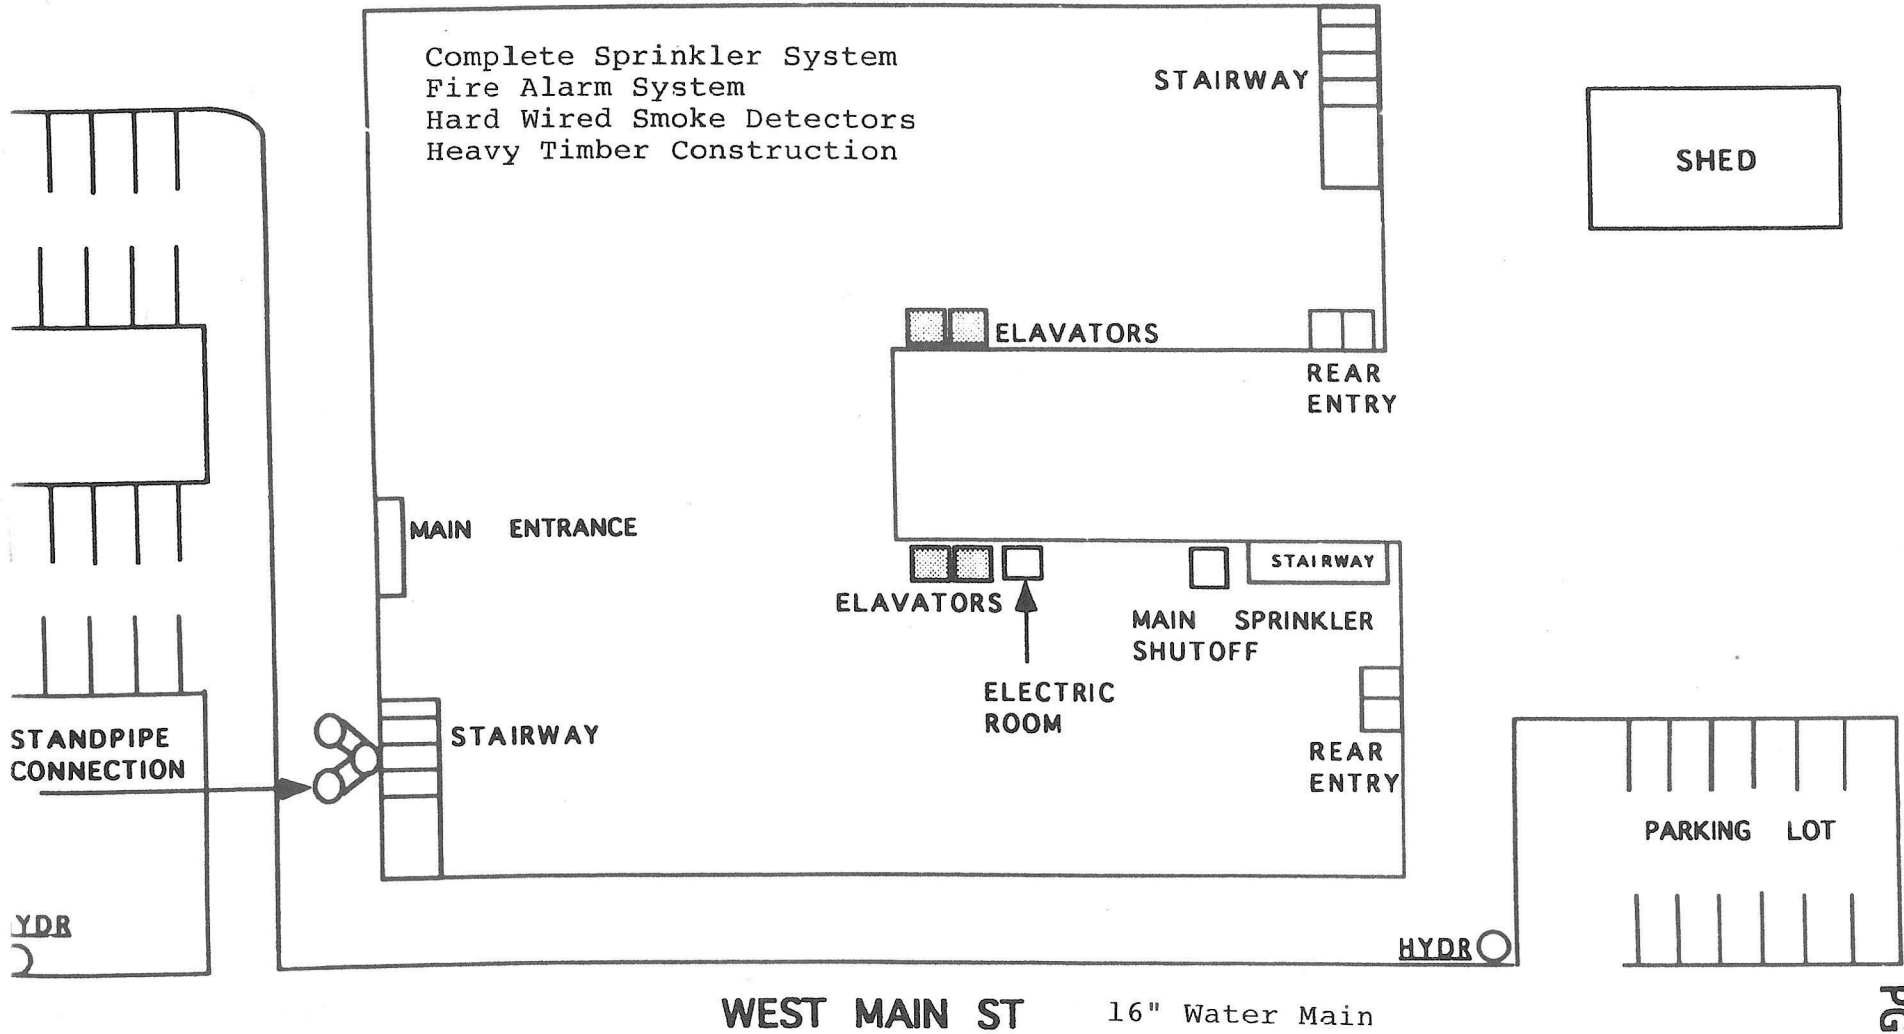 Complete Sprinkler System
Fire Alarm System
Hard Wired Smoke Detectors
Heavy Timber Construction
STAIRWAY
SHED
ELAVATORS
REAR
ENTRY
MAIN ENTRANCE
STAIRWAY
ELAVATORS
MAIN SPRINKLER
SHUTOFF
ELECTRIC
ROOM
STAIRWAY
REAR
ENTRY
STANDPIPE
CONNECTION
PARKING LOT
YDR
HYDR
WEST MAIN ST 16" Water Main
PG